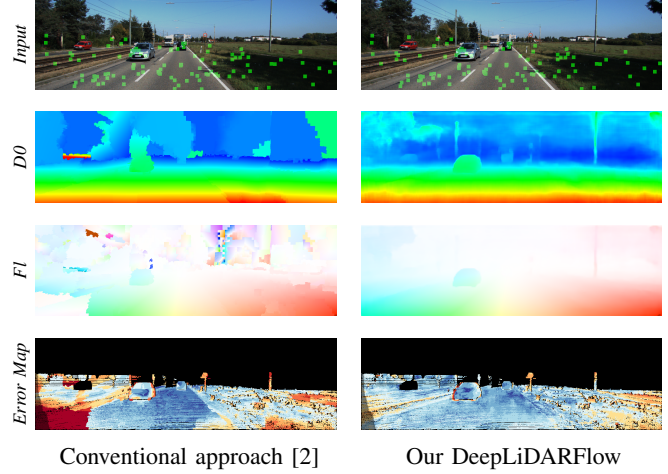 Input
D0
Fl
Error Map
Conventional approach [2]
Our DeepLiDARFlow